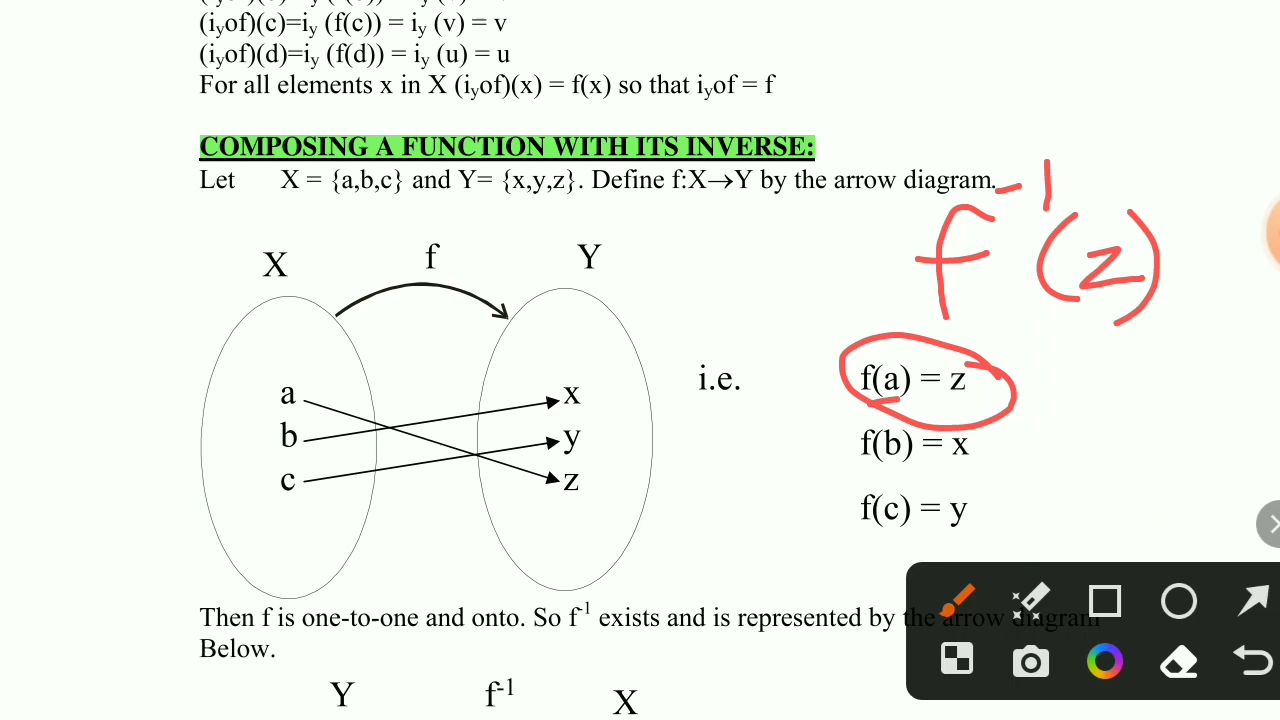 (iyof)(c)=iy (f(c)) = iy (v) = v
(iyof)(d)=iy (f(d)) = iy (u) = u
For all elements x in X (iyof)(x) = f(x) so that iyof = f
COMPOSING A FUNCTION WITH ITS INVERSE:
Let X = {a,b,c} and Y= {x,y,z}. Define f:X→Y by the arrow diagram.
f⁻¹(z)
X f Y
a x
b y
c z
i.e.
f(a) = z
f(b) = x
f(c) = y
Then f is one-to-one and onto. So f⁻¹ exists and is represented by the arrow diagram
Below.
Y f⁻¹ X